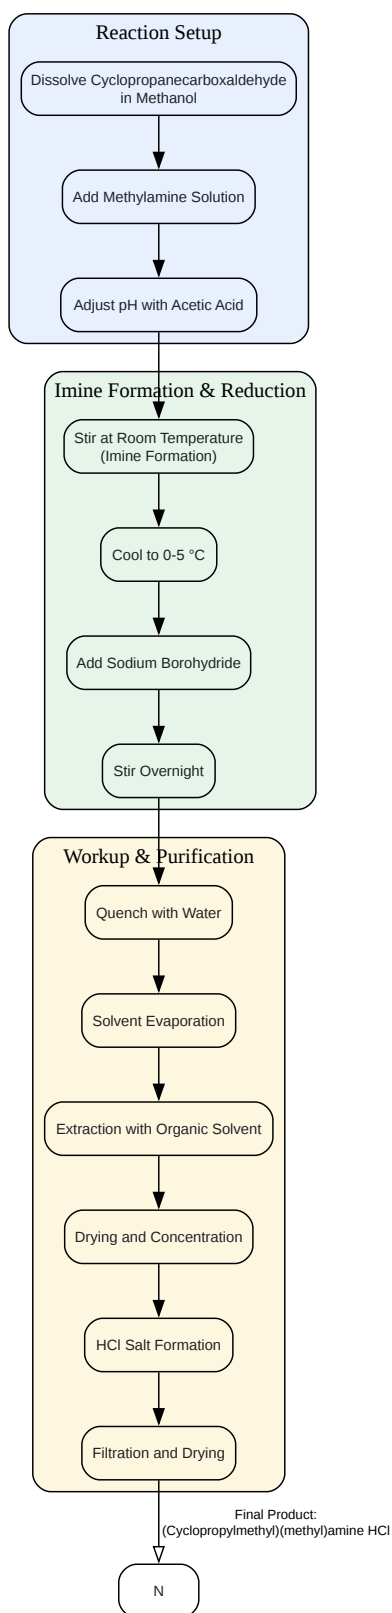 Reaction Setup
Dissolve Cyclopropanecarboxaldehyde
in Methanol
Add Methylamine Solution
Adjust pH with Acetic Acid
Imine Formation & Reduction
Stir at Room Temperature
(Imine Formation)
Cool to 0-5 °C
Add Sodium Borohydride
Stir Overnight
Workup & Purification
Quench with Water
Solvent Evaporation
Extraction with Organic Solvent
Drying and Concentration
HCl Salt Formation
Filtration and Drying
Final Product:
(Cyclopropylmethyl)(methyl)amine HCl
N